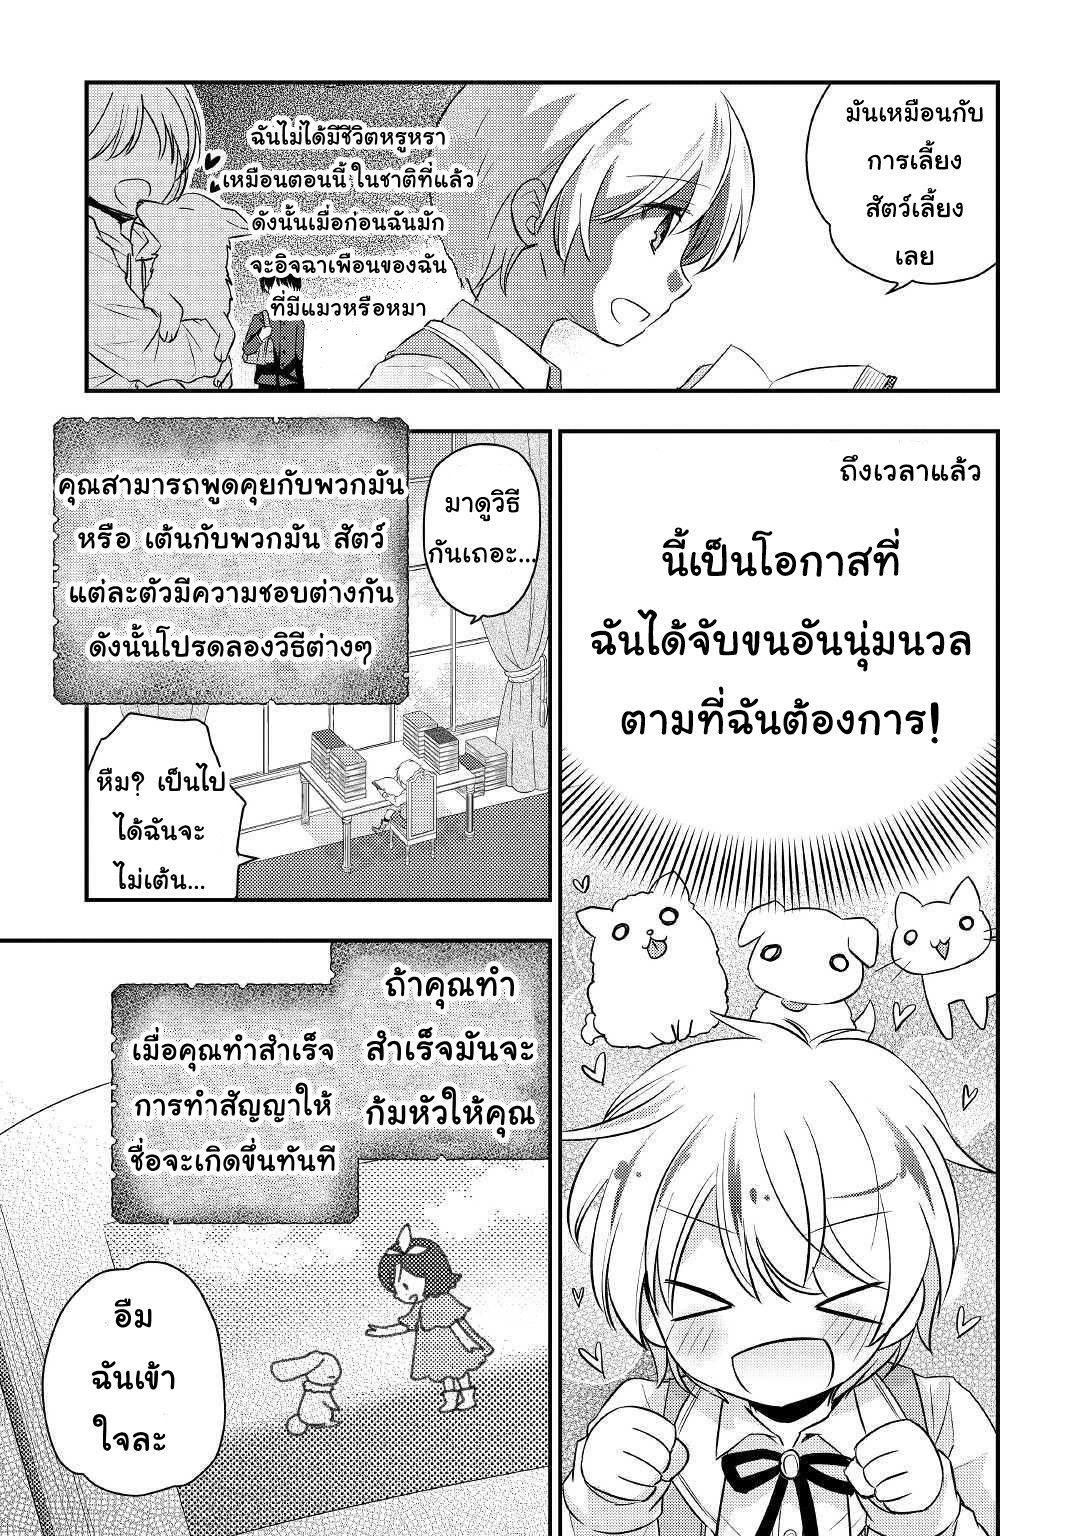 มันเหมือนกับ
การเลี้ยง
สัตว์เลี้ยง
เลย
ฉันไม่ได้มีชีวิตหรูหรา
เหมือนตอนนี้ ในชาติที่แล้ว
ดังนั้นเมื่อก่อนฉันมัก
จะอิจฉาเพือนของฉัน
ที่มีแมวหรือหมา
ถึงเวลาแล้ว
นี้เป็นโอกาสที่
ฉันได้จับขนอันนุ่มนวล
ตามที่ฉันต้องการ!
มาดูวิธี
กันเถอะ...
คุณสามารถพูดคุยกับพวกมัน
หรือ เต้นกับพวกมัน สัตว์
แต่ละตัวมีความชอบต่างกัน
ดังนั้นโปรดลองวิธีต่างๆ
หืม? เป็นไป
ได้ฉันจะ
ไม่เต้น...
ถ้าคุณทำ
สำเร็จมันจะ
ก้มหัวให้คุณ
เมื่อคุณทำสำเร็จ
การทำสัญญาให้
ชื่อจะเกิดขึ่นทันที
อืม
ฉันเข้า
ใจละ